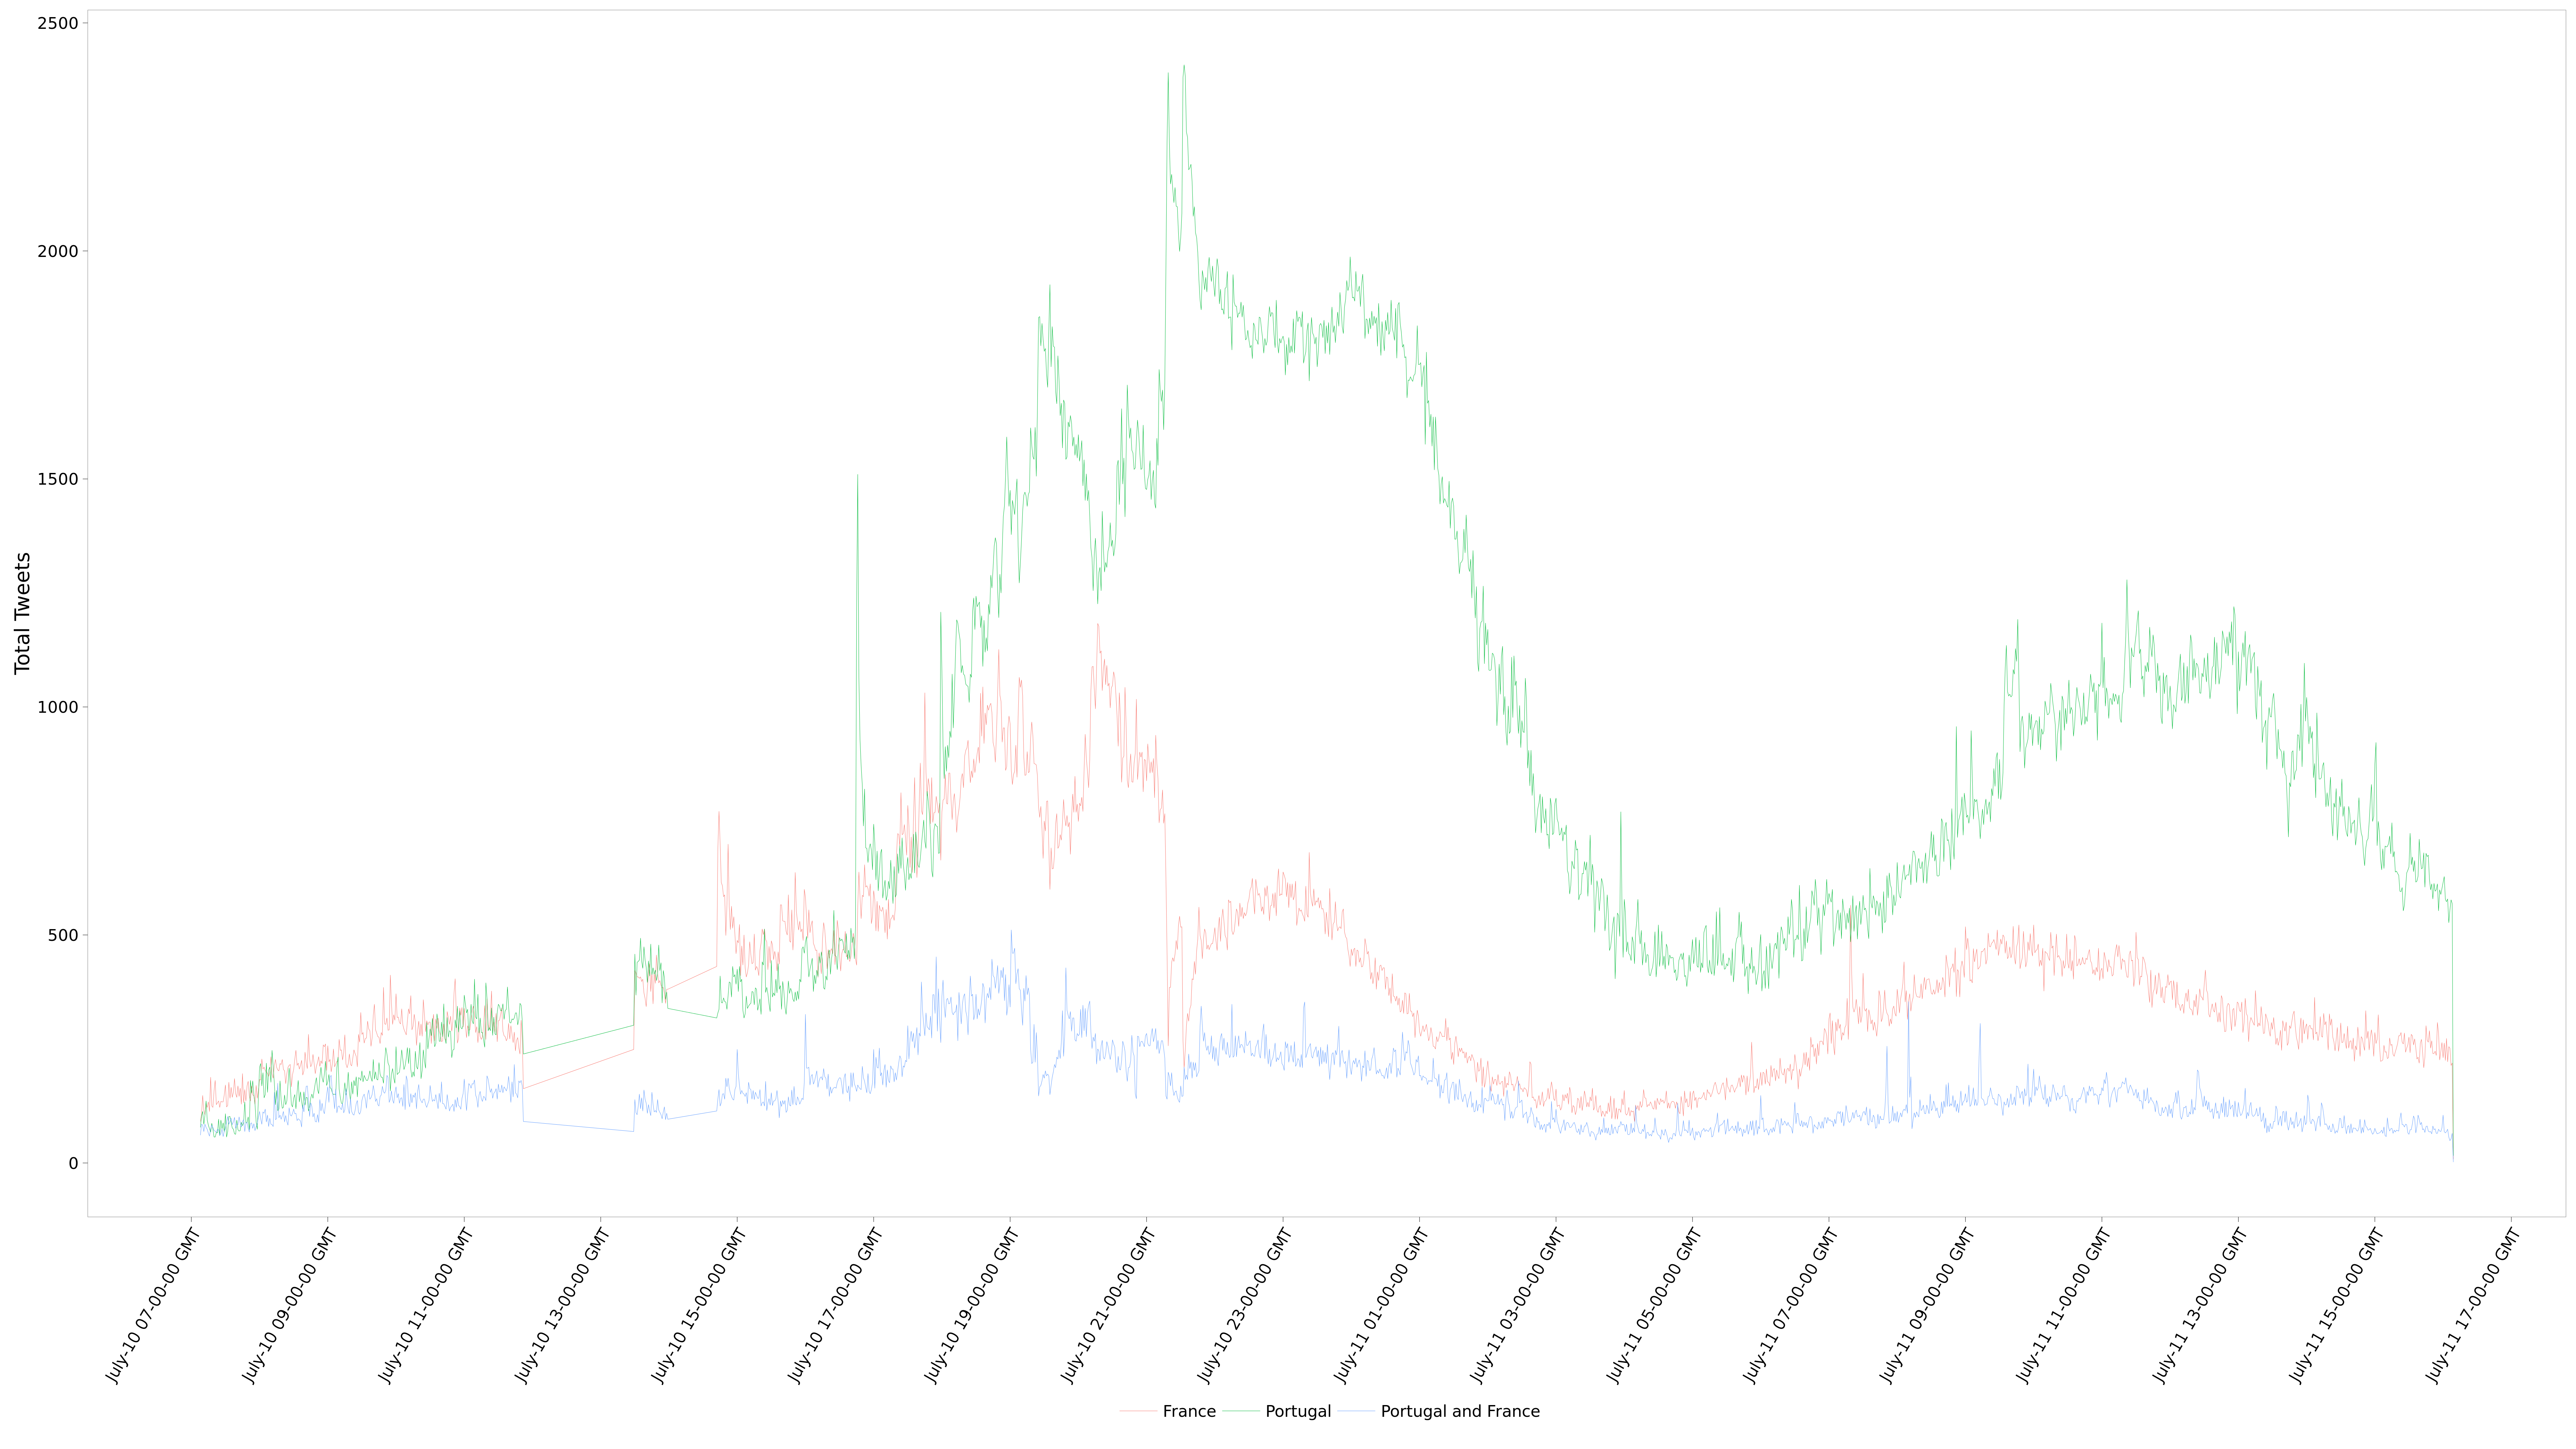 2500
2000
1500
1000
500
0
Total Tweets
July-10 07-00-00 GMT
July-10 09-00-00 GMT
July-10 11-00-00 GMT
July-10 13-00-00 GMT
July-10 15-00-00 GMT
July-10 17-00-00 GMT
July-10 19-00-00 GMT
July-10 21-00-00 GMT
July-10 23-00-00 GMT
July-11 01-00-00 GMT
July-11 03-00-00 GMT
July-11 05-00-00 GMT
July-11 07-00-00 GMT
July-11 09-00-00 GMT
July-11 11-00-00 GMT
July-11 13-00-00 GMT
July-11 15-00-00 GMT
July-11 17-00-00 GMT
France Portugal Portugal and France